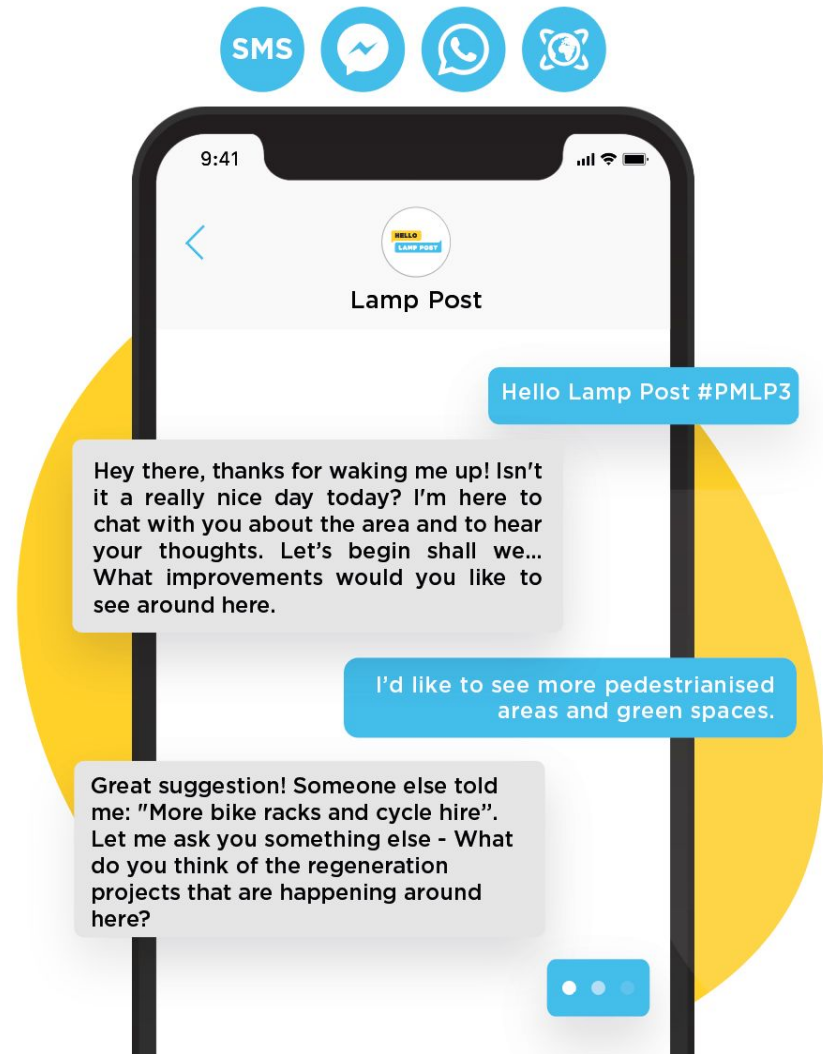 SMS
9:41
HELLO
LAMP POST
Lamp Post
Hello Lamp Post #PMLP3
Hey there, thanks for waking me up! Isn't
it a really nice day today? I'm here to
chat with you about the area and to hear
your thoughts. Let’s begin shall we...
What improvements would you like to
see around here.
I’d like to see more pedestrianised
areas and green spaces.
Great suggestion! Someone else told
me: "More bike racks and cycle hire”.
Let me ask you something else - What
do you think of the regeneration
projects that are happening around
here?